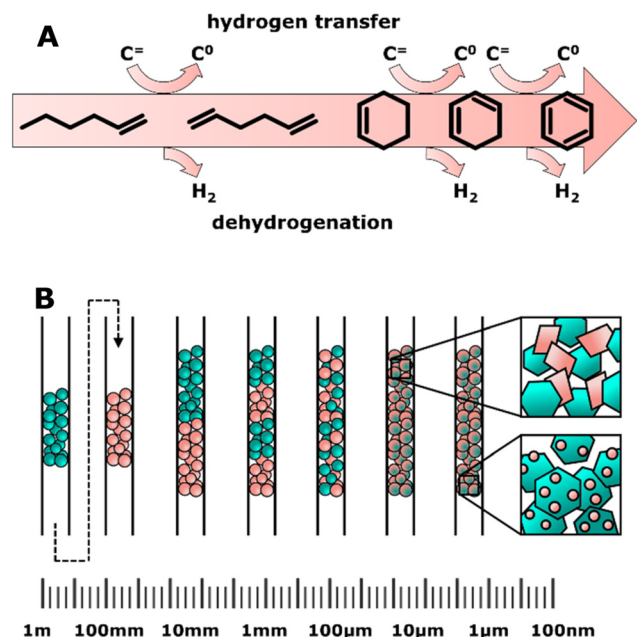 A
hydrogen transfer
C= C0 C= C0 C= C0
H2 H2 H2
dehydrogenation
B
1m 100mm 10mm 1mm 100μm 10μm 1μm 100nm